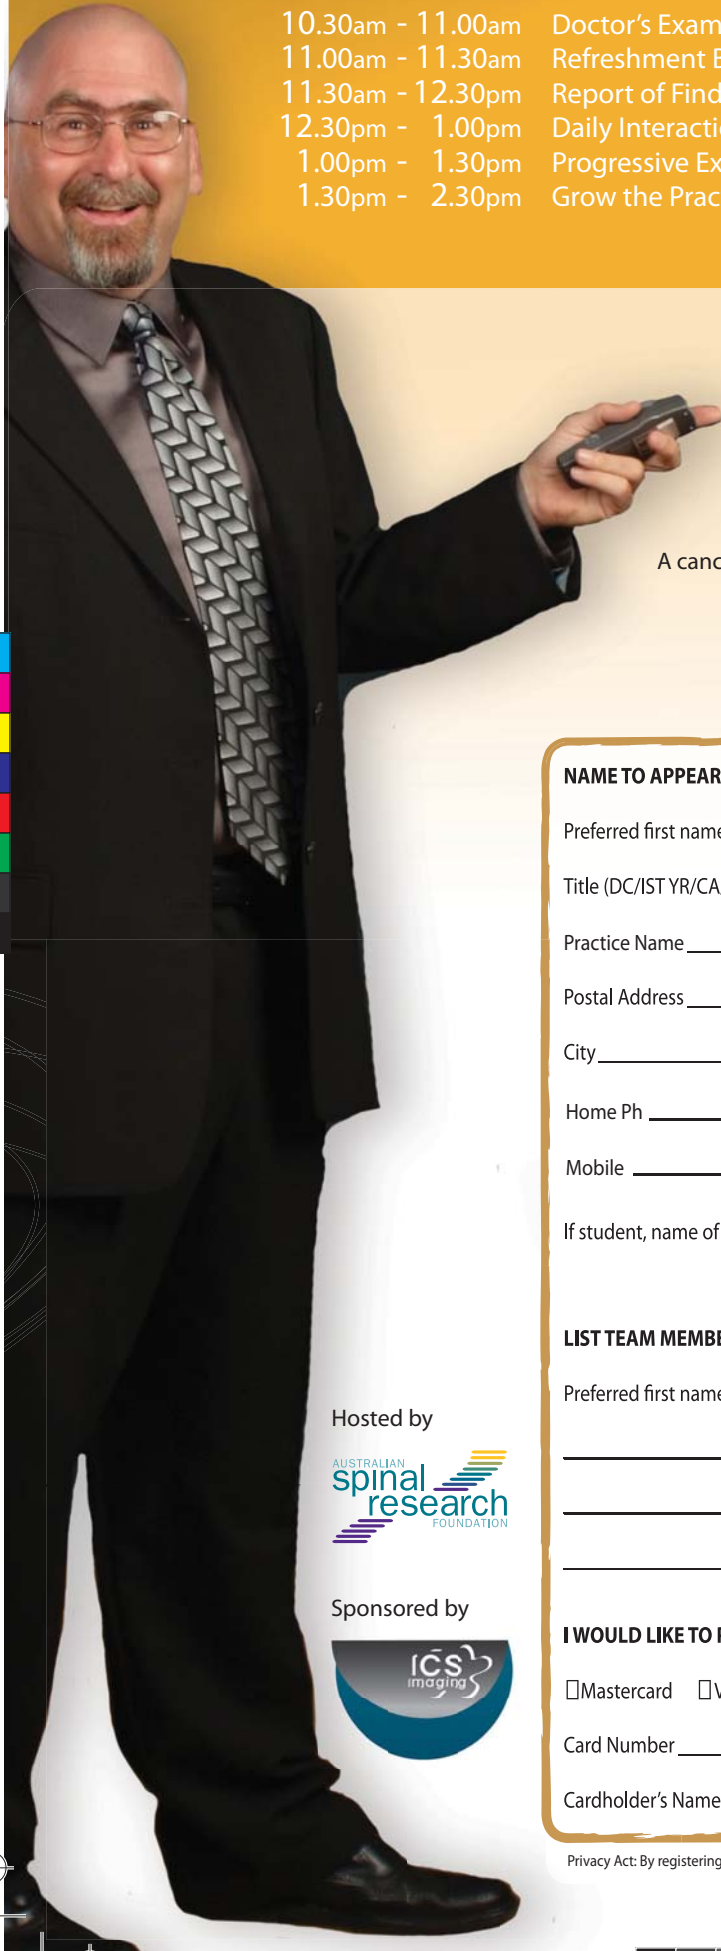 10.30am - 11.00am Doctor's Exam
11.00am - 11.30am Refreshment B
11.30am - 12.30pm Report of Find
12.30pm - 1.00pm Daily Interactio
1.00pm - 1.30pm Progressive Ex
1.30pm - 2.30pm Grow the Prac
A canc
NAME TO APPEAR
Preferred first name
Title (DC/IST YR/CA
Practice Name
Postal Address
City
Home Ph
Mobile
If student, name of
LIST TEAM MEMBE
Preferred first name
Hosted by
AUSTRALIAN
spinal
research
FOUNDATION
Sponsored by
ICS
imaging
I WOULD LIKE TO P
Mastercard V
Card Number
Cardholder's Name
Privacy Act: By registering